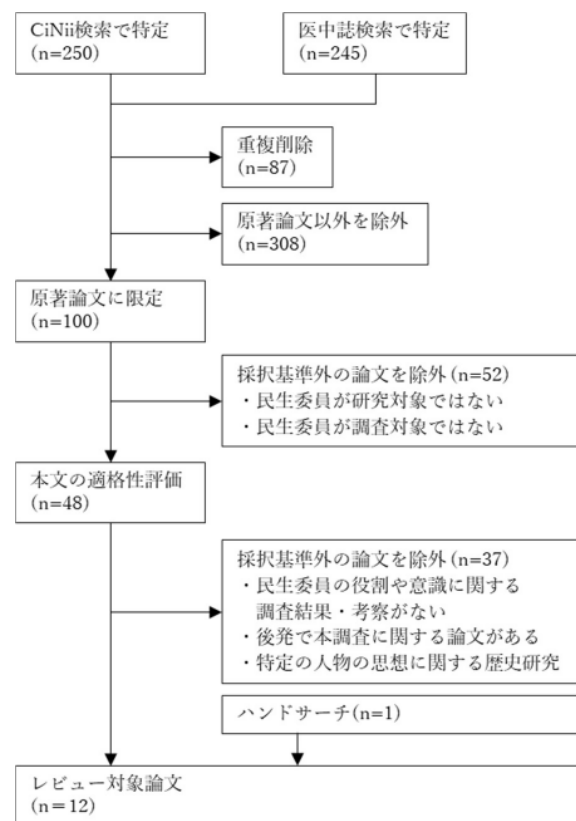 CiNii検索で特定
(n=250)
医中誌検索で特定
(n=245)
重複削除
(n=87)
原著論文以外を除外
(n=308)
原著論文に限定
(n=100)
採択基準外の論文を除外(n=52)
・民生委員が研究対象ではない
・民生委員が調査対象ではない
本文の適格性評価
(n=48)
採択基準外の論文を除外(n=37)
・民生委員の役割や意識に関する
調査結果・考察がない
・後発で本調査に関する論文がある
・特定の人物の思想に関する歴史研究
ハンドサーチ(n=1)
レビュー対象論文
(n=12)